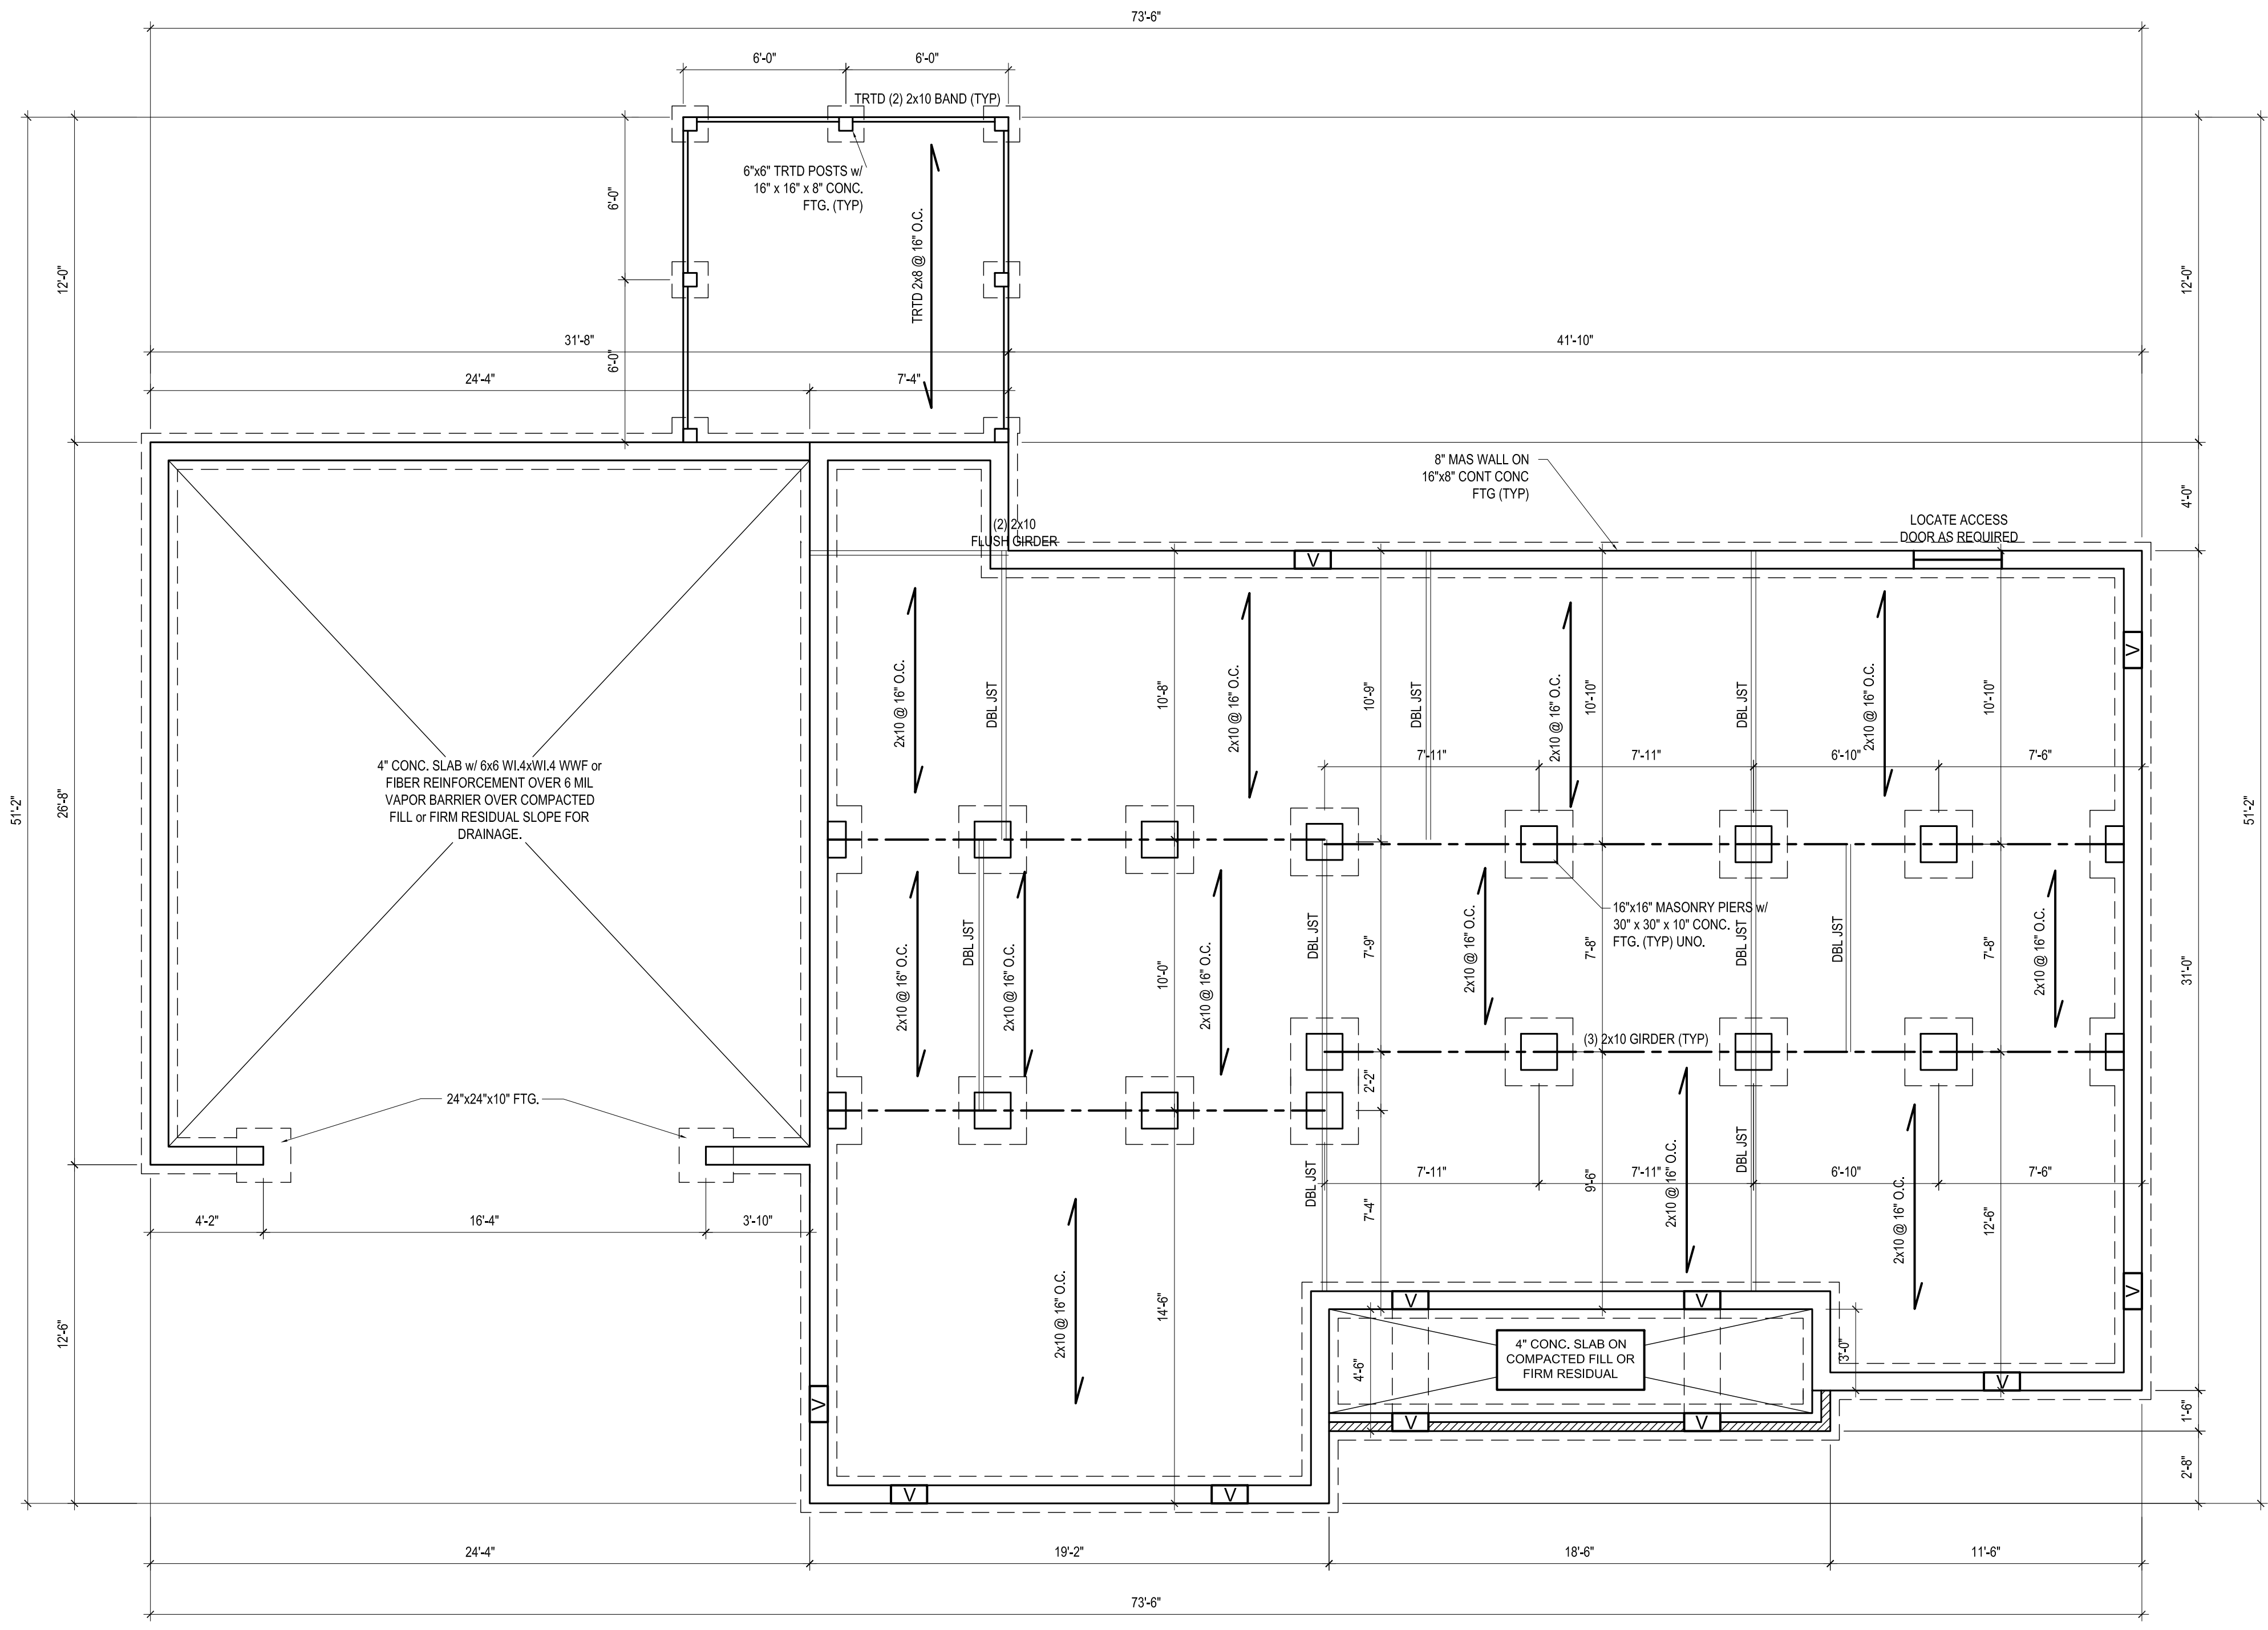 73'-6"
6'-0"
6'-0"
TRTD (2) 2x10 BAND (TYP)
6"x6" TRTD POSTS w/
16" x 16" x 8" CONC.
FTG. (TYP)
6'-0"
TRTD 2x8 @ 16" O.C.
12'-0"
12'-0"
31'-8"
6'-0"
41'-10"
24'-4"
7'-4"
8" MAS WALL ON
16"x8" CONT CONC
FTG (TYP)
4'-0"
(2) 2x10
FLUSH GIRDER
LOCATE ACCESS
DOOR AS REQUIRED
V
V
2x10 @ 16" O.C.
DBL JST
10'-8"
2x10 @ 16" O.C.
10'-9"
DBL JST
2x10 @ 16" O.C.
10'-10"
DBL JST
2x10 @ 16" O.C.
10'-10"
7'-11"
7'-11"
6'-10"
7'-6"
4" CONC. SLAB w/ 6x6 WI.4xWI.4 WWF or
FIBER REINFORCEMENT OVER 6 MIL
VAPOR BARRIER OVER COMPACTED
FILL or FIRM RESIDUAL SLOPE FOR
DRAINAGE.
51'-2"
26'-8"
51'-2"
31'-0"
16"x16" MASONRY PIERS w/
30" x 30" x 10" CONC.
FTG. (TYP) UNO.
2x10 @ 16" O.C.
DBL JST
2x10 @ 16" O.C.
10'-0"
2x10 @ 16" O.C.
DBL JST
7'-9"
2x10 @ 16" O.C.
7'-8"
DBL JST
DBL JST
7'-8"
2x10 @ 16" O.C.
(3) 2x10 GIRDER (TYP)
24"x24"x10" FTG.
2'-2"
7'-11"
7'-11"
6'-10"
7'-6"
DBL JST
7'-4"
9'-6"
2x10 @ 16" O.C.
DBL JST
2x10 @ 16" O.C.
12'-6"
4'-2"
16'-4"
3'-10"
12'-6"
2x10 @ 16" O.C.
14'-6"
V
V
V
4" CONC. SLAB ON
COMPACTED FILL OR
FIRM RESIDUAL
4'-6"
3'-0"
V
V
V
V
1'-6"
2'-8"
V
V
24'-4"
19'-2"
18'-6"
11'-6"
73'-6"